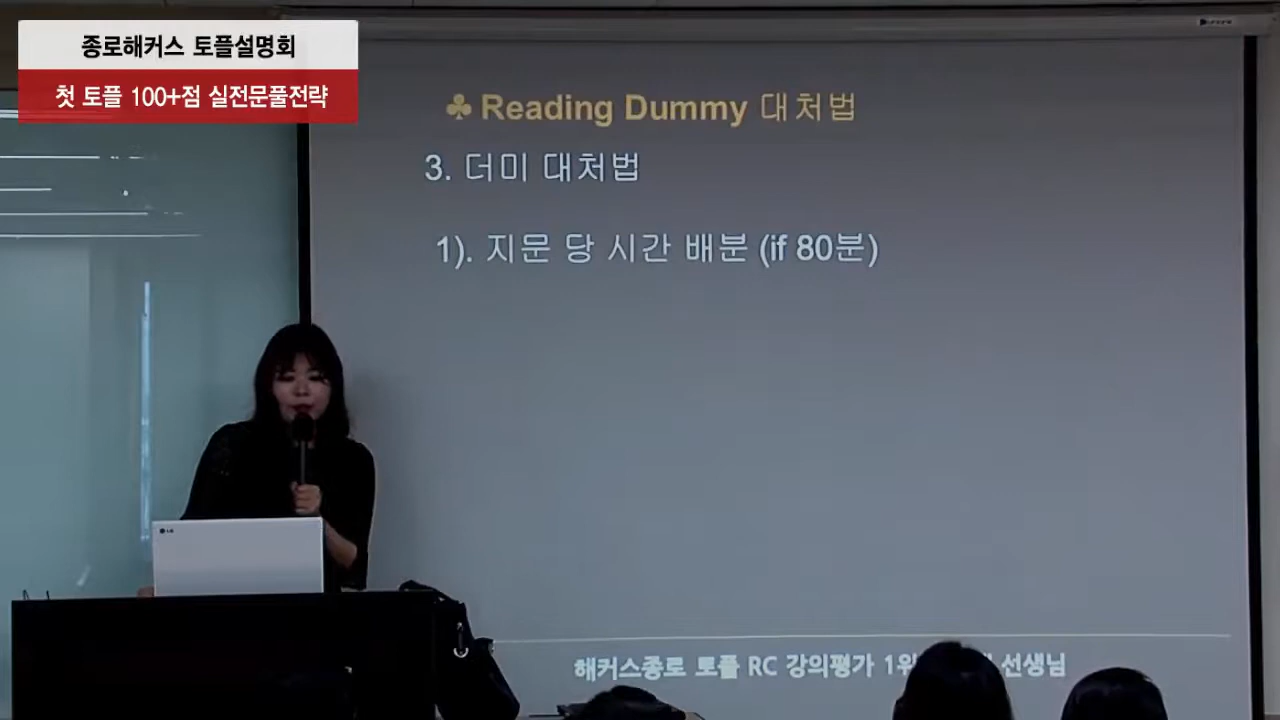 종로해커스 토플설명회
첫 토플 100+점 실전문풀전략
♣ Reading Dummy 대처법
3. 더미 대처법
1). 지문 당 시간 배분 (if 80분)
LG
해커스종로 토플 RC 강의평가 1위 선생님